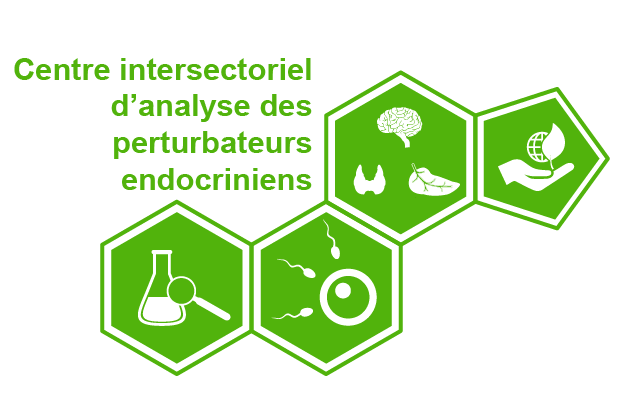 Centre intersectoriel
d’analyse des
perturbateurs
endocriniens